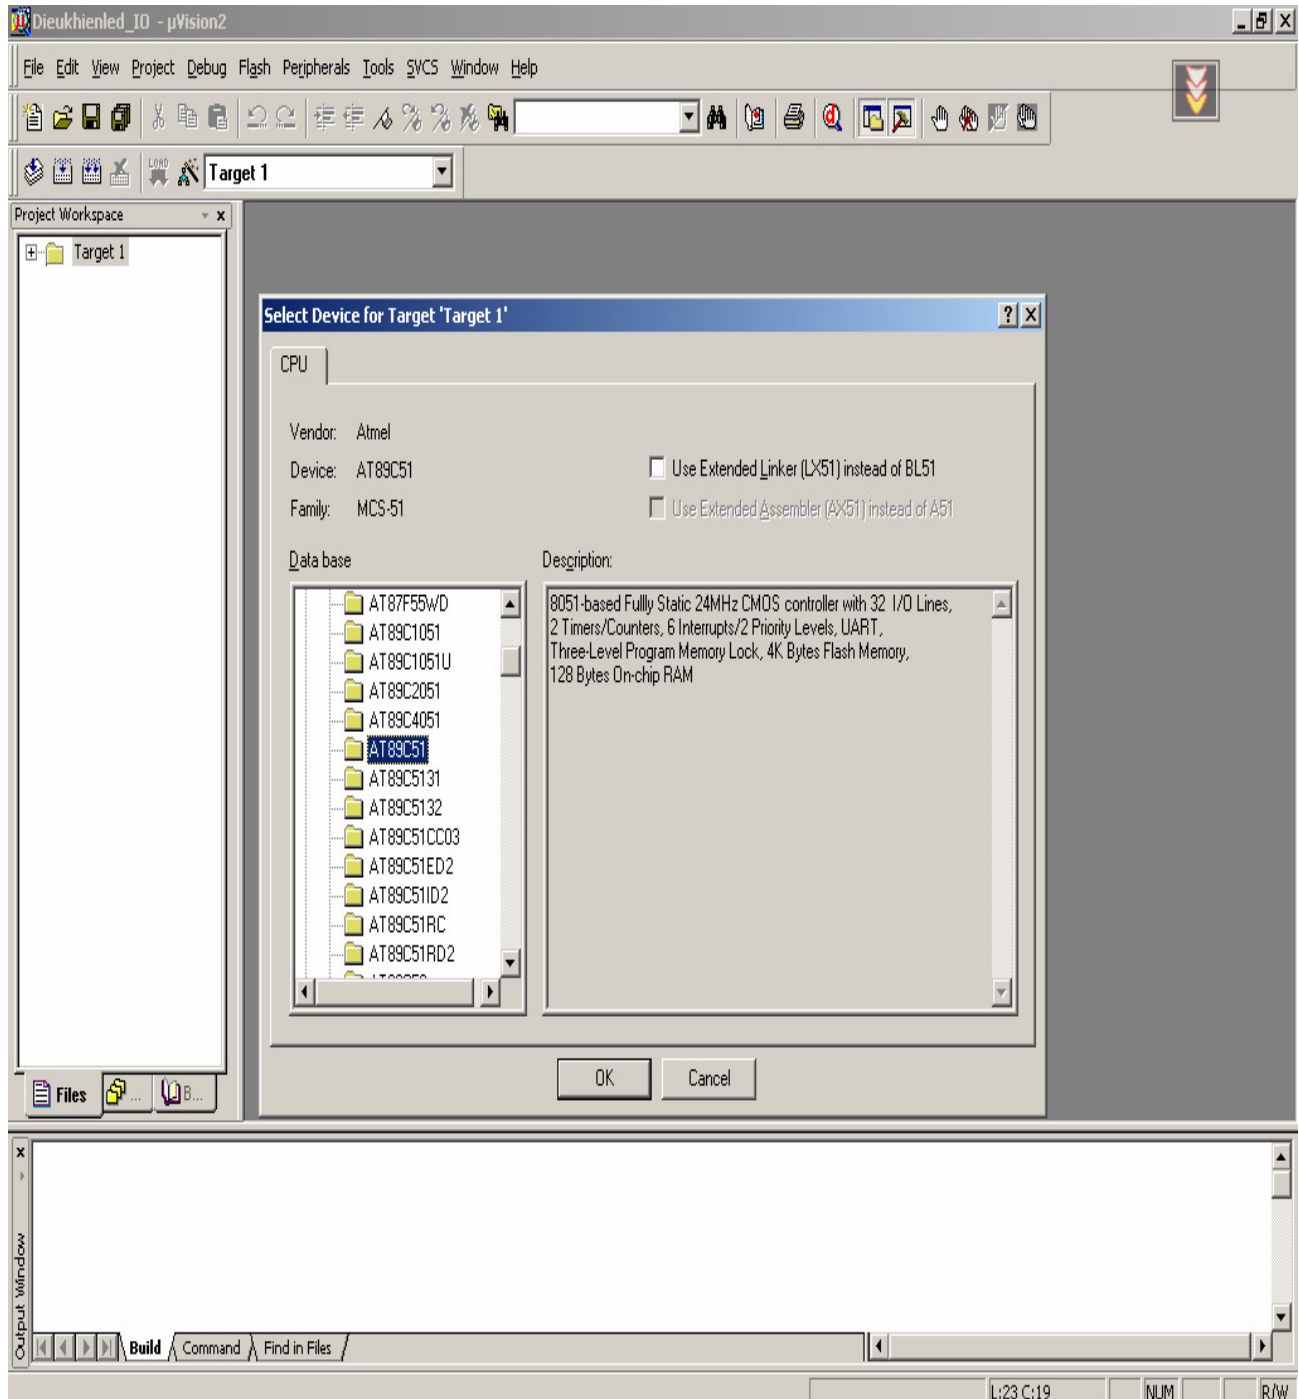 Dieukhienled_IO - µVision2
File Edit View Project Debug Flash Peripherals Tools SVCS Window Help
LOAD
Target 1
Project Workspace
Target 1
Select Device for Target 'Target 1'
CPU
Vendor: Atmel
Device: AT89C51
Use Extended Linker (LX51) instead of BL51
Family: MCS-51
Use Extended Assembler (AX51) instead of A51
Data base
Description:
AT87F55WD
AT89C1051
AT89C1051U
AT89C2051
AT89C4051
AT89C51
AT89C5131
AT89C5132
AT89C51CC03
AT89C51ED2
AT89C51ID2
AT89C51RC
AT89C51RD2
8051-based Fullly Static 24MHz CMOS controller with 32 I/O Lines,
2 Timers/Counters, 6 Interrupts/2 Priority Levels, UART,
Three-Level Program Memory Lock, 4K Bytes Flash Memory,
128 Bytes On-chip RAM
OK Cancel
Files ... B...
Output Window
Build Command Find in Files
L:23 C:19 NUM R/W